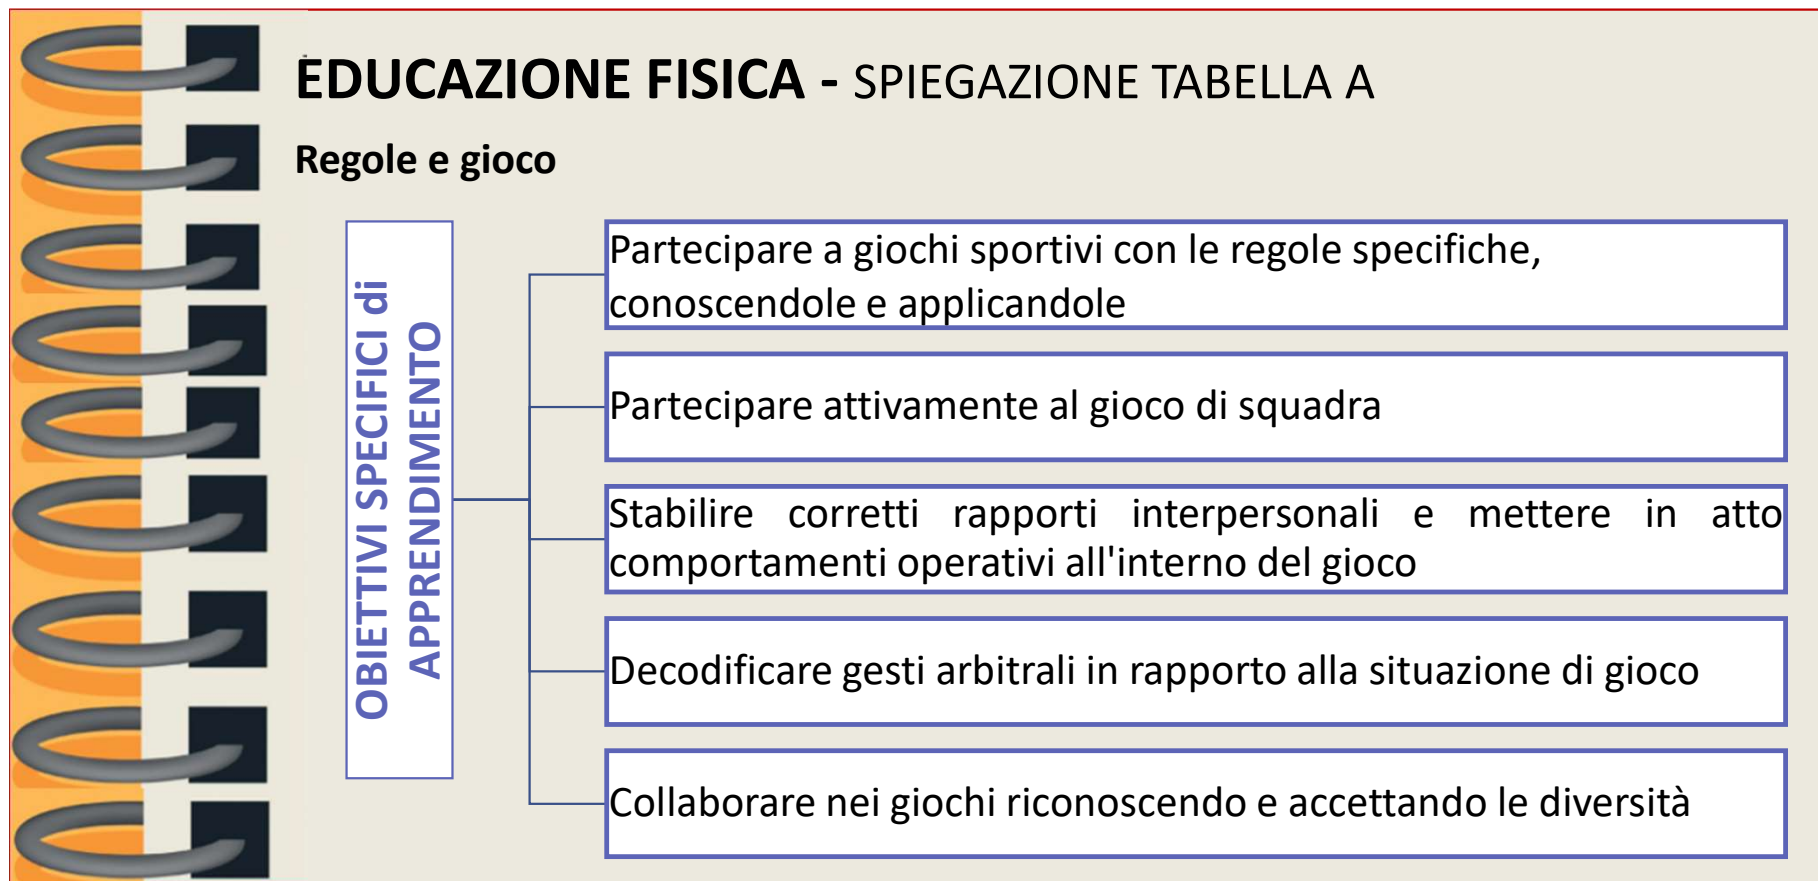 EDUCAZIONE FISICA - SPIEGAZIONE TABELLA A
Regole e gioco
OBIETTIVI SPECIFICI di
APPRENDIMENTO
Partecipare a giochi sportivi con le regole specifiche,
conoscendole e applicandole
Partecipare attivamente al gioco di squadra
Stabilire corretti rapporti interpersonali e mettere in atto
comportamenti operativi all'interno del gioco
Decodificare gesti arbitrali in rapporto alla situazione di gioco
Collaborare nei giochi riconoscendo e accettando le diversità